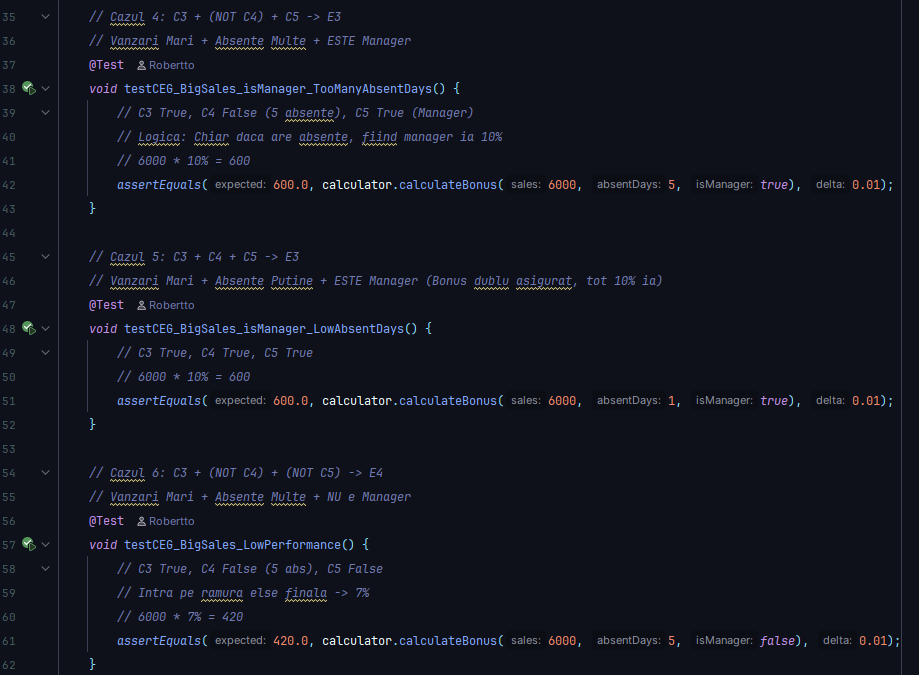 35 // Cazul 4: C3 + (NOT C4) + C5 -> E3
36 // Vanzari Mari + Absente Multe + ESTE Manager
37 @Test Robertto
38 void testCEG_BigSales_isManager_TooManyAbsentDays() {
39 // C3 True, C4 False (5 absente), C5 True (Manager)
40 // Logica: Chiar daca are absente, fiind manager ia 10%
41 // 6000 * 10% = 600
42 assertEquals( expected: 600.0, calculator.calculateBonus( sales: 6000, absentDays: 5, isManager: true), delta: 0.01);
43 }
44
45 // Cazul 5: C3 + C4 + C5 -> E3
46 // Vanzari Mari + Absente Putine + ESTE Manager (Bonus dublu asigurat, tot 10% ia)
47 @Test Robertto
48 void testCEG_BigSales_isManager_LowAbsentDays() {
49 // C3 True, C4 True, C5 True
50 // 6000 * 10% = 600
51 assertEquals( expected: 600.0, calculator.calculateBonus( sales: 6000, absentDays: 1, isManager: true), delta: 0.01);
52 }
53
54 // Cazul 6: C3 + (NOT C4) + (NOT C5) -> E4
55 // Vanzari Mari + Absente Multe + NU e Manager
56 @Test Robertto
57 void testCEG_BigSales_LowPerformance() {
58 // C3 True, C4 False (5 abs), C5 False
59 // Intra pe ramura else finala -> 7%
60 // 6000 * 7% = 420
61 assertEquals( expected: 420.0, calculator.calculateBonus( sales: 6000, absentDays: 5, isManager: false), delta: 0.01);
62 }